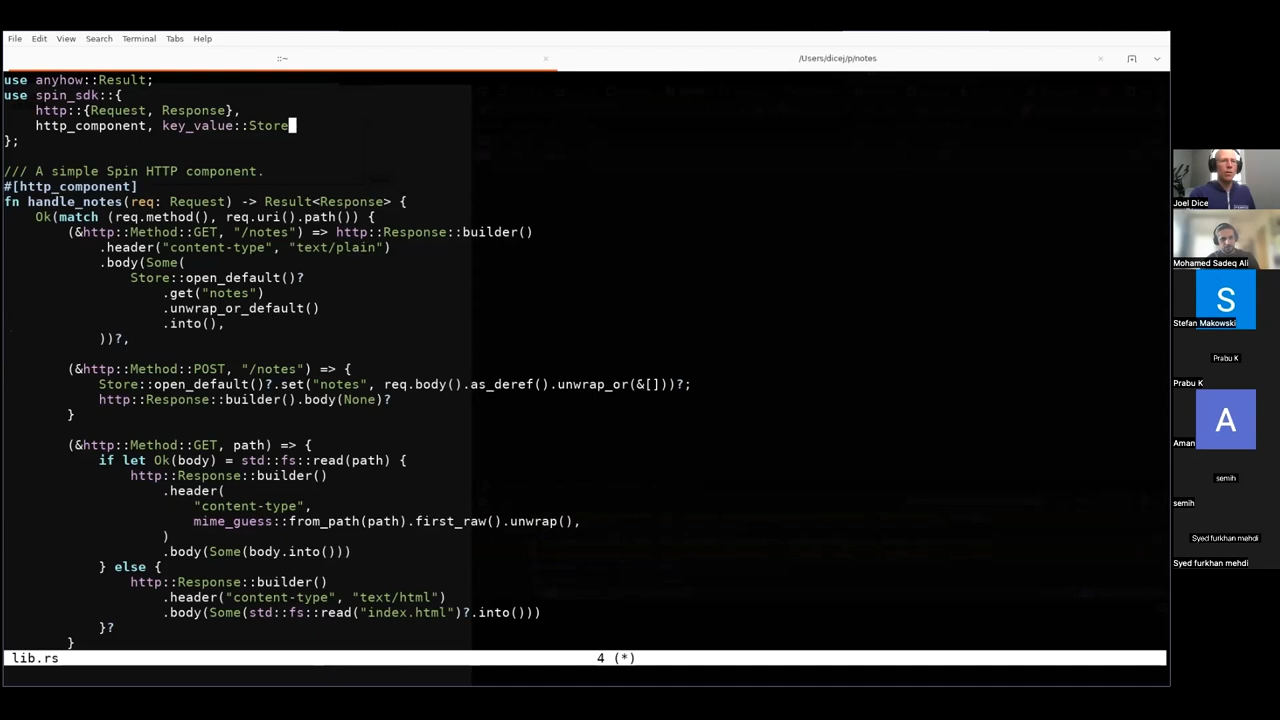 File Edit View Search Terminal Tabs Help
::~
/Users/dicej/p/notes
use anyhow::Result;
use spin_sdk::{
    http::{Request, Response},
    http_component, key_value::Store
};
/// A simple Spin HTTP component.
#[http_component]
fn handle_notes(req: Request) -> Result<Response> {
    Ok(match (req.method(), req.uri().path()) {
        (&http::Method::GET, "/notes") => http::Response::builder()
            .header("content-type", "text/plain")
            .body(Some(
                Store::open_default()?
                    .get("notes")
                    .unwrap_or_default()
                    .into(),
            ))?,
        (&http::Method::POST, "/notes") => {
            Store::open_default()?.set("notes", req.body().as_deref().unwrap_or(&[]))?;
            http::Response::builder().body(None)?
        }
        (&http::Method::GET, path) => {
            if let Ok(body) = std::fs::read(path) {
                http::Response::builder()
                    .header(
                        "content-type",
                        mime_guess::from_path(path).first_raw().unwrap(),
                    )
                    .body(Some(body.into()))
            } else {
                http::Response::builder()
                    .header("content-type", "text/html")
                    .body(Some(std::fs::read("index.html")?.into()))
            }?
        }
lib.rs 4 (*)
Joel Dice
Mohamed Sadeq Ali
S
Stefan Makowski
Prabu K
Prabu K
A
Aman
semih
semih
Syed furkhan mehdi
Syed furkhan mehdi